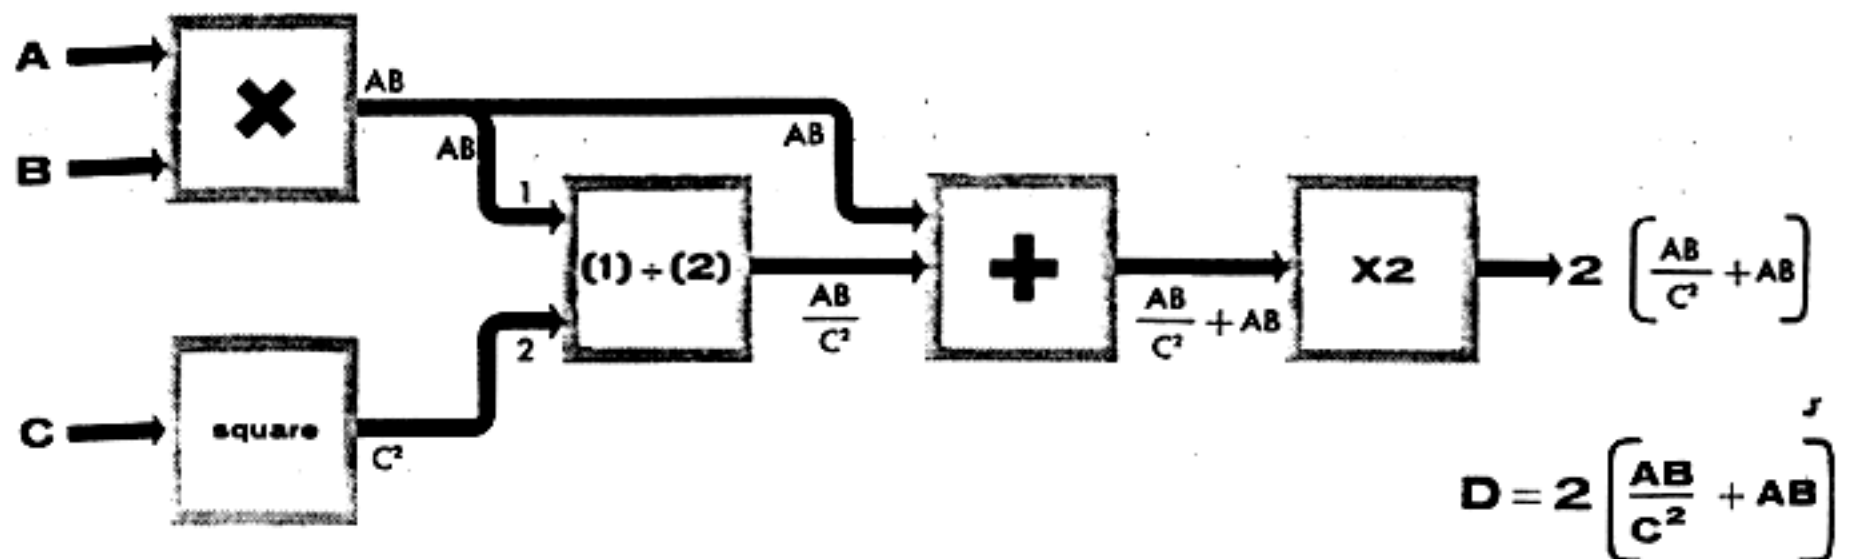 A
B
×
AB
AB
AB
1
(1) ÷ (2)
2
C
square
C²
AB
C²
+
AB
C²
+ AB
X2
2 [AB/C² + AB]
D = 2 [AB/C² + AB]